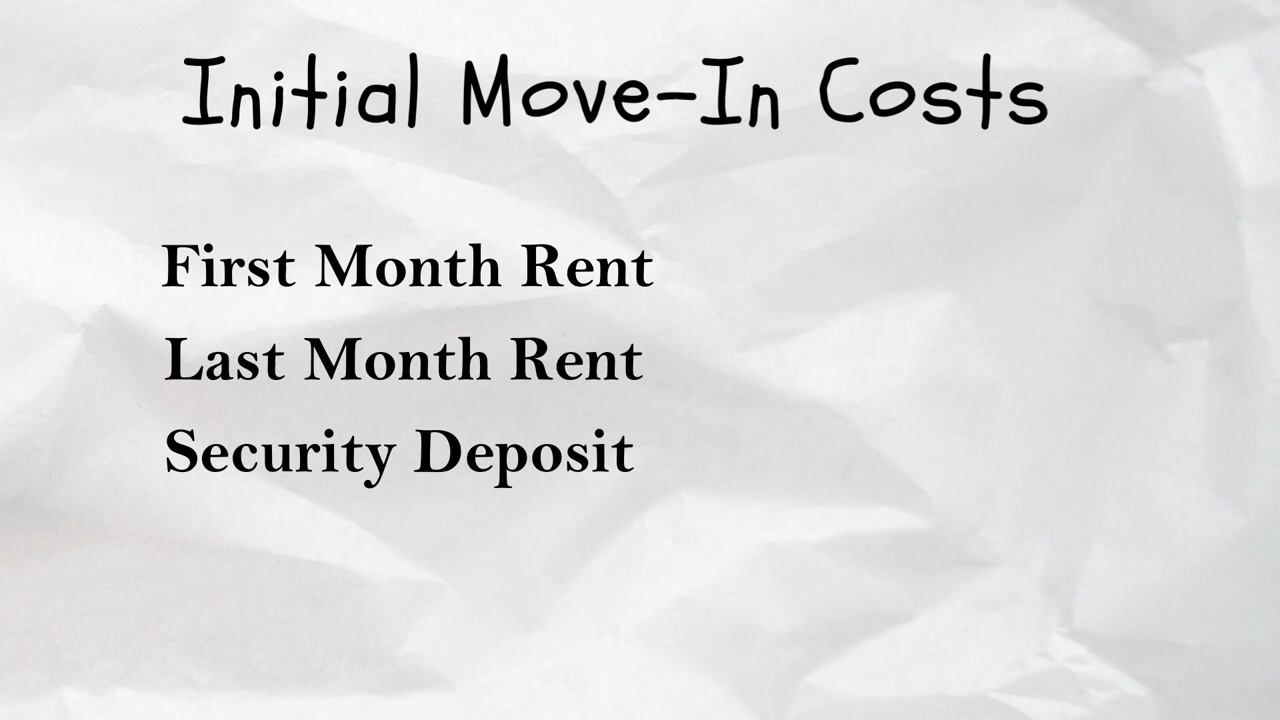 Initial Move-In Costs
First Month Rent
Last Month Rent
Security Deposit